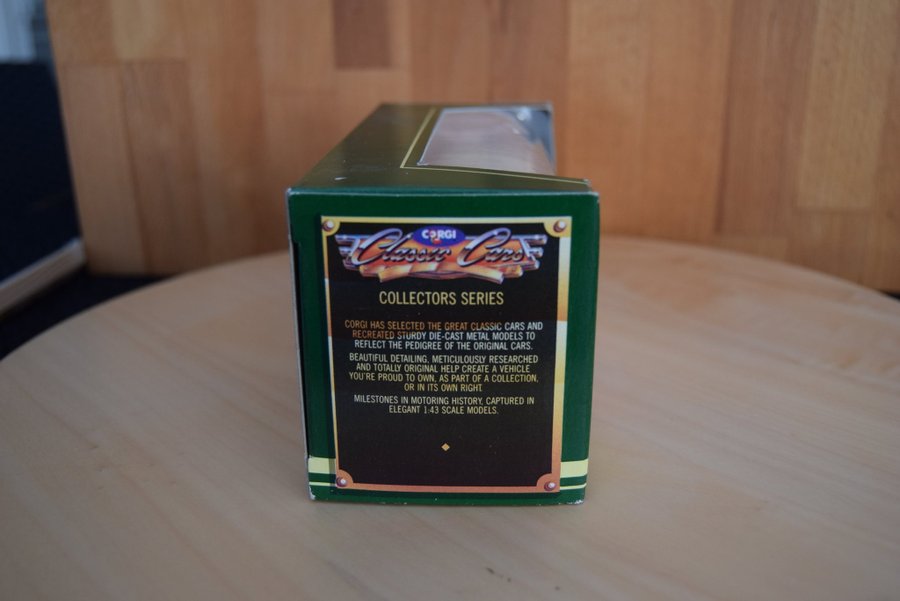 CORGI
Classic Cars
COLLECTORS SERIES
CORGI HAS SELECTED THE GREAT CLASSIC CARS AND
RECREATED STURDY DIE-CAST METAL MODELS TO
REFLECT THE PEDIGREE OF THE ORIGINAL CARS.
BEAUTIFUL DETAILING, METICULOUSLY RESEARCHED
AND TOTALLY ORIGINAL HELP CREATE A VEHICLE
YOU'RE PROUD TO OWN, AS PART OF A COLLECTION,
OR IN ITS OWN RIGHT.
MILESTONES IN MOTORING HISTORY, CAPTURED IN
ELEGANT 1:43 SCALE MODELS.